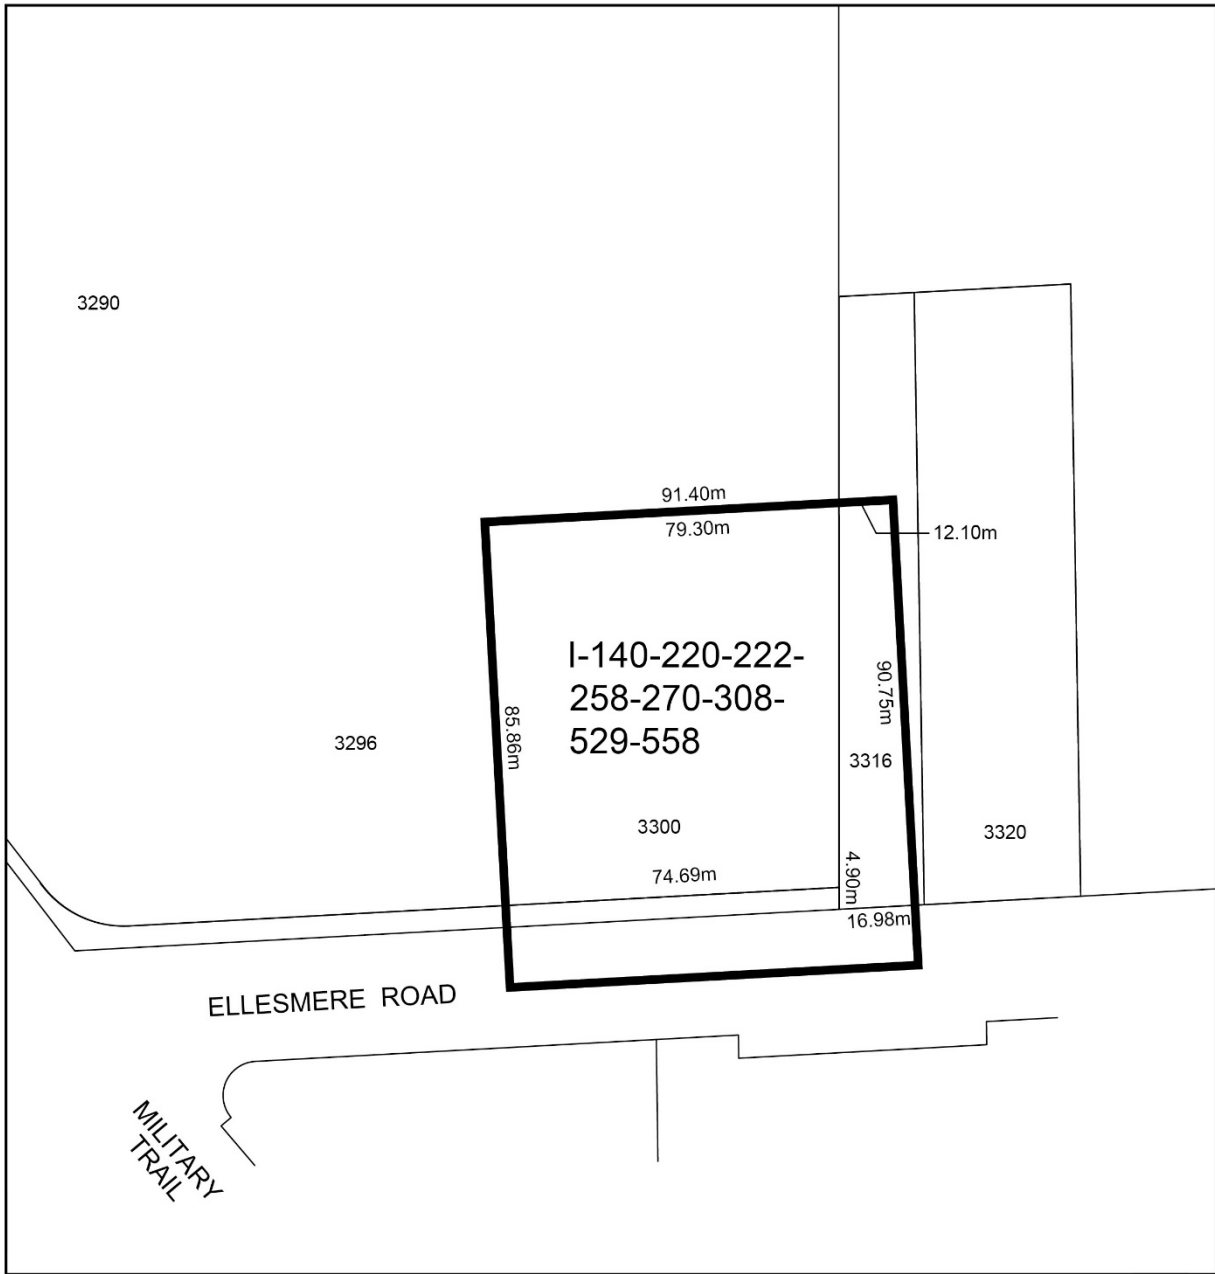 3290
91.40m
79.30m
12.10m
I-140-220-222-
258-270-308-
529-558
90.75m
85.86m
3296
3316
3300
3320
74.69m
4.90m
16.98m
ELLESMERE ROAD
MILITARY
TRAIL